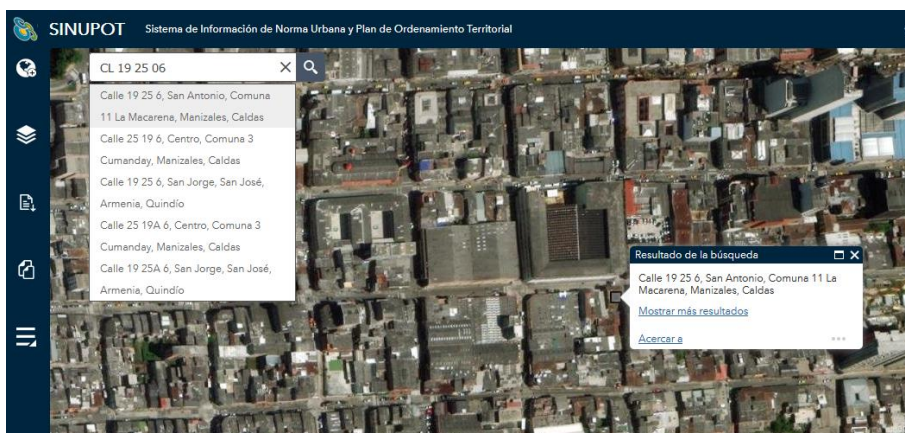 SINUPOT Sistema de Información de Norma Urbana y Plan de Ordenamiento Territorial
CL 19 25 06
Calle 19 25 6, San Antonio, Comuna
11 La Macarena, Manizales, Caldas
Calle 25 19 6, Centro, Comuna 3
Cumanday, Manizales, Caldas
Calle 19 25 6, San Jorge, San José,
Armenia, Quindío
Calle 25 19A 6, Centro, Comuna 3
Cumanday, Manizales, Caldas
Calle 19 25A 6, San Jorge, San José,
Armenia, Quindío
Resultado de la búsqueda
Calle 19 25 6, San Antonio, Comuna 11 La
Macarena, Manizales, Caldas
Mostrar más resultados
Acercar a